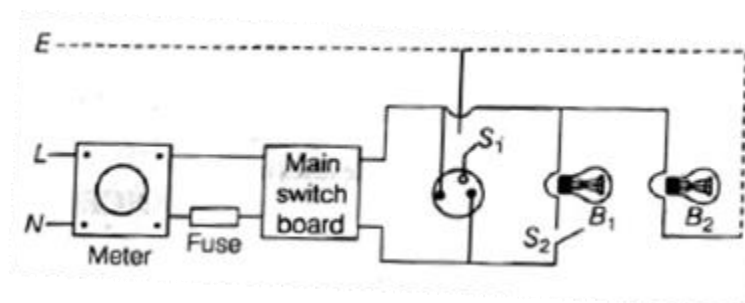 E
L
N
Meter
Fuse
Main
switch
board
S₁
S₂
B₁
B₂